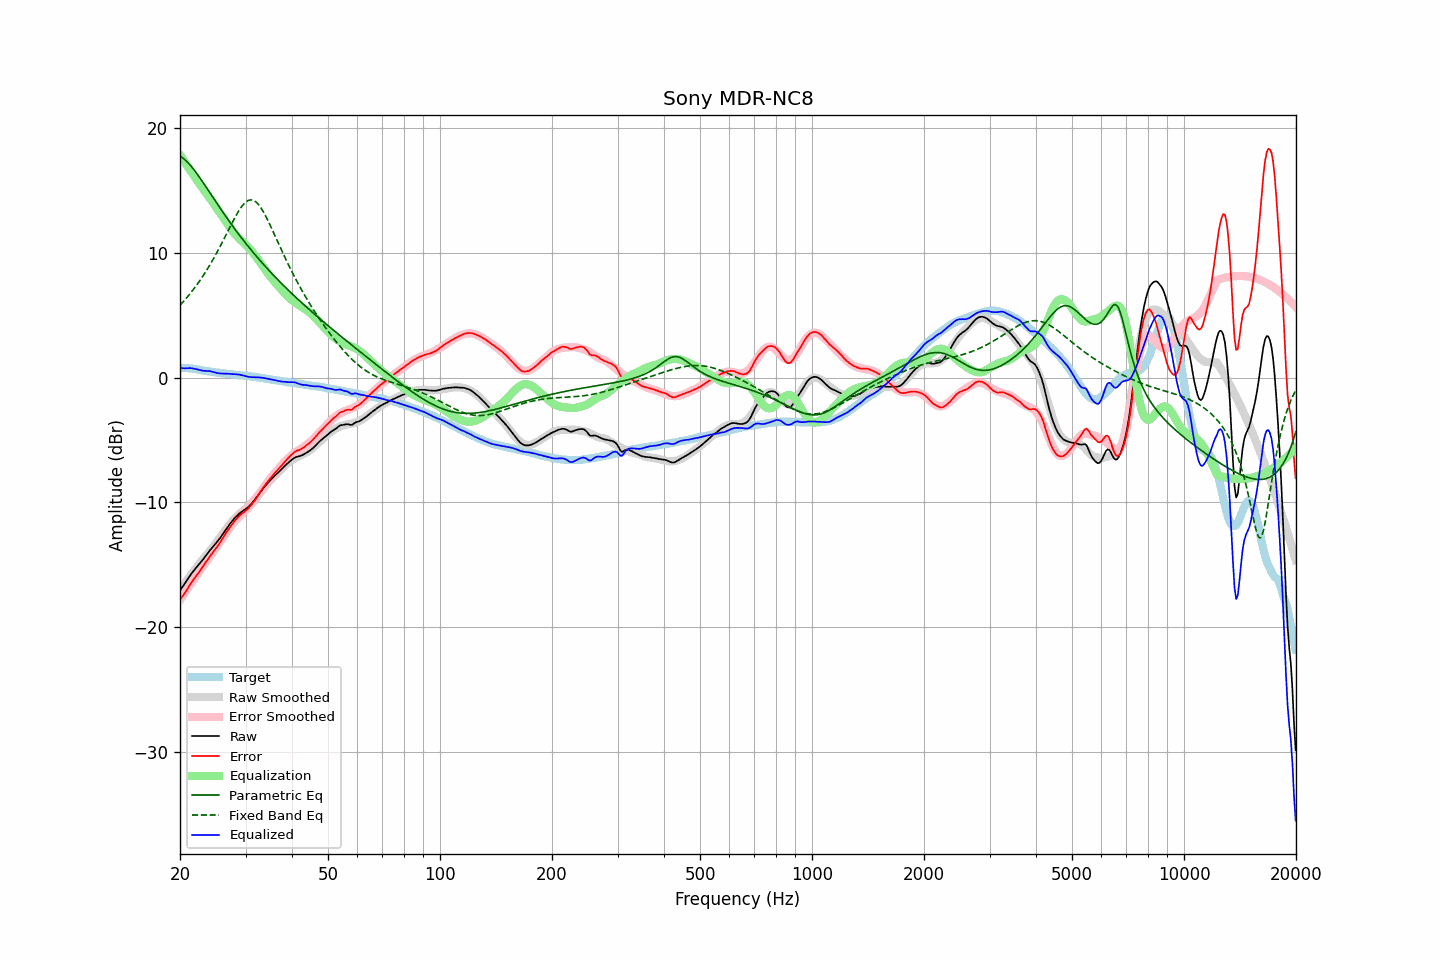 Sony MDR-NC8
20
10
0
−10
−20
−30
Amplitude (dBr)
Target
Raw Smoothed
Error Smoothed
Raw
Error
Equalization
Parametric Eq
Fixed Band Eq
Equalized
20 50 100 200 500 1000 2000 5000 10000 20000
Frequency (Hz)